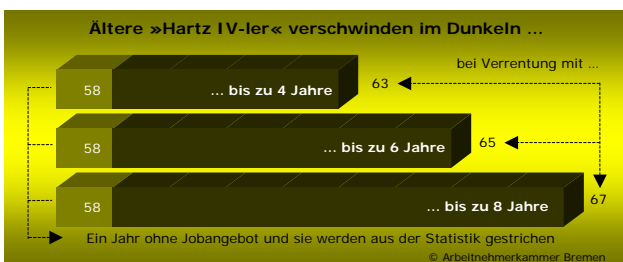 Ältere »Hartz IV-ler« verschwinden im Dunkeln ...
bei Verrentung mit ...
58 ... bis zu 4 Jahre 63
58 ... bis zu 6 Jahre 65
58 ... bis zu 8 Jahre 67
Ein Jahr ohne Jobangebot und sie werden aus der Statistik gestrichen
© Arbeitnehmerkammer Bremen